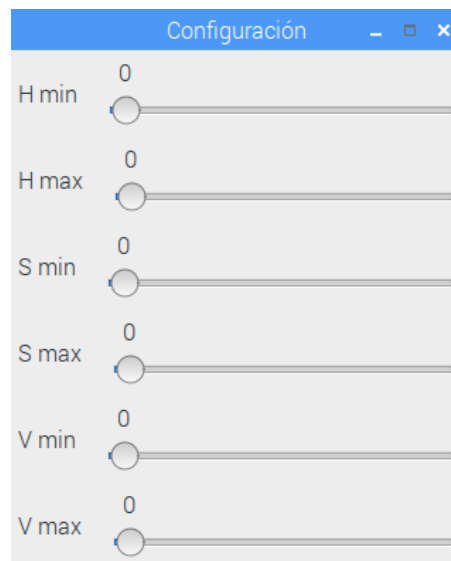 Configuración
0
H min
0
H max
0
S min
0
S max
0
V min
0
V max